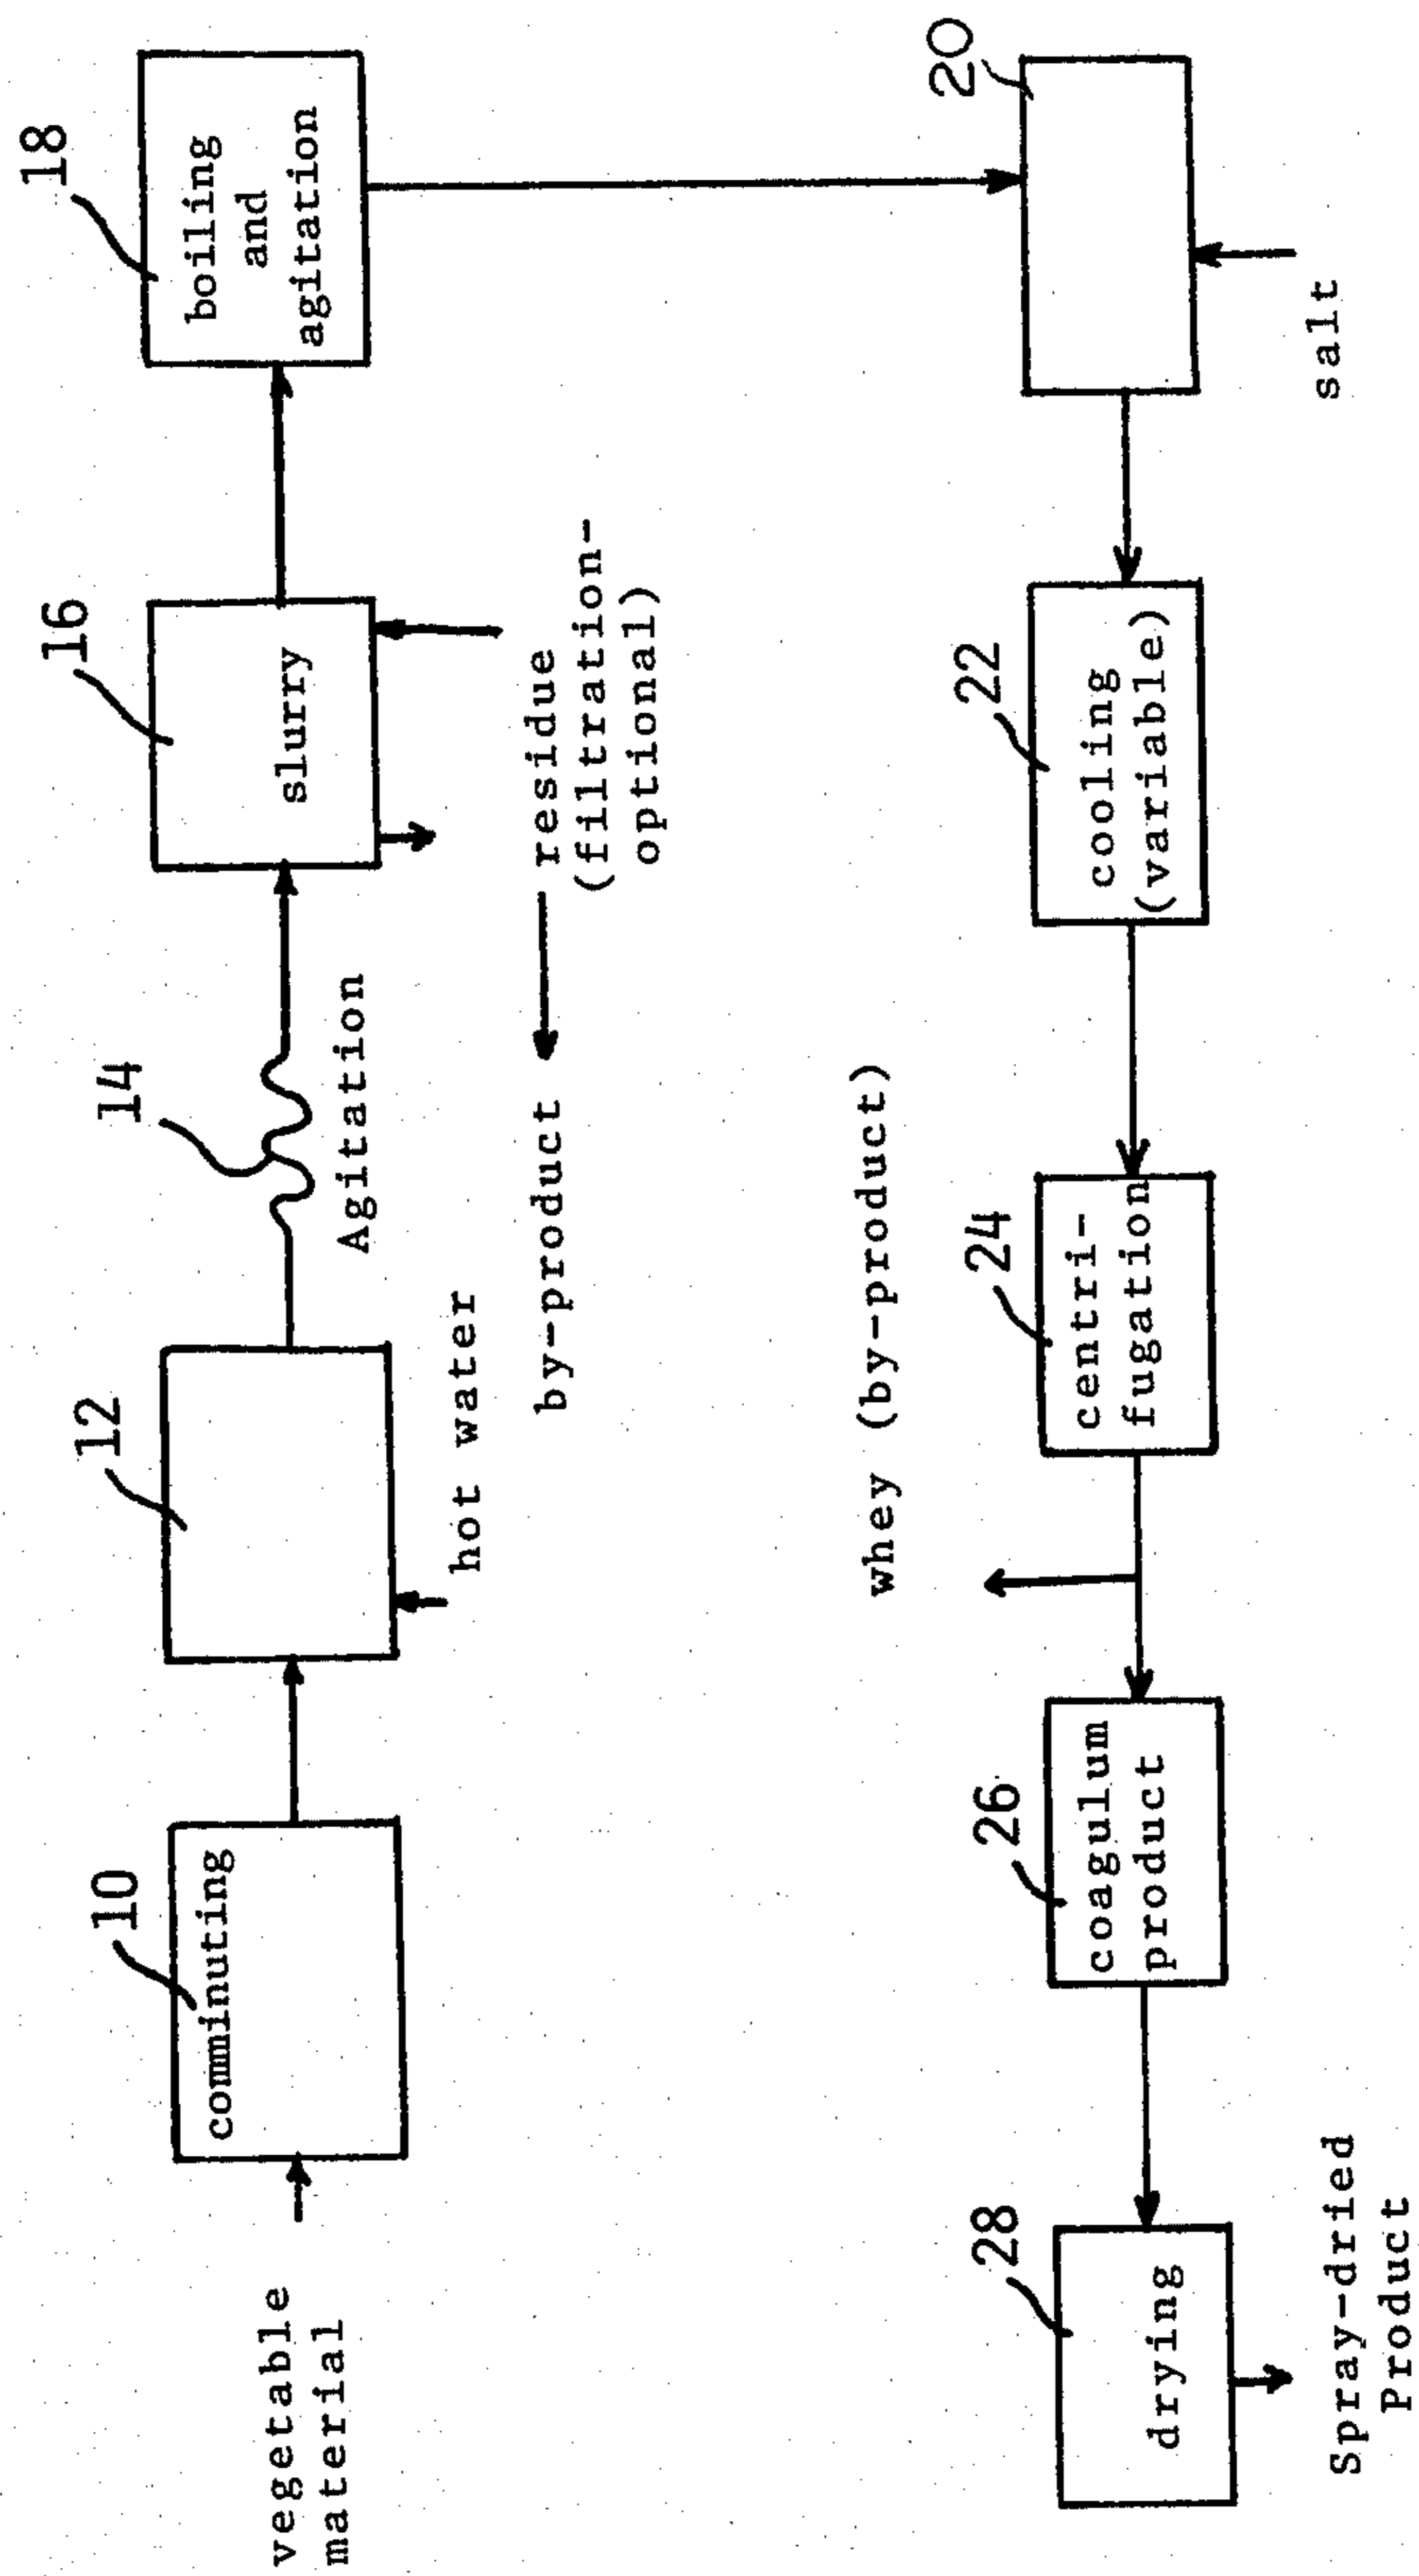 vegetable
material
10
comminuting
12
hot water
14
Agitation
16
slurry
by-product
residue
(filtration-
optional)
18
boiling
and
agitation
20
salt
22
cooling
(variable)
24
centri-
fugation
whey (by-product)
26
coagulum
product
28
drying
Spray-dried
Product